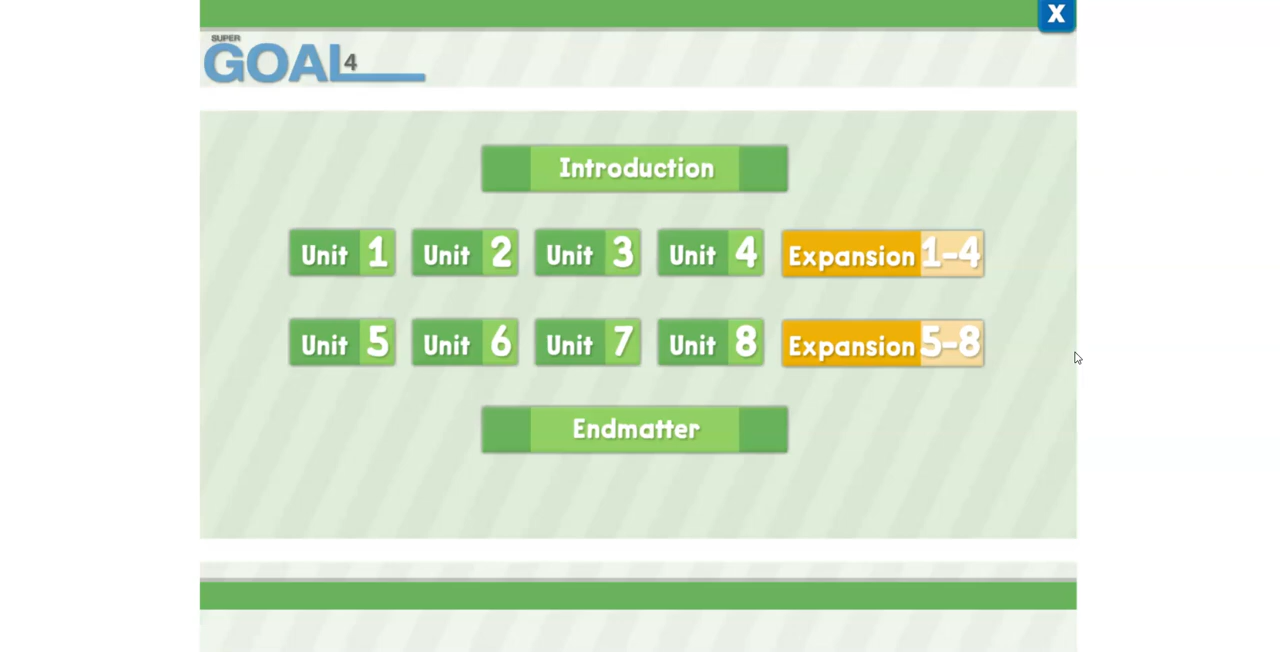 X
SUPER
GOAL 4
Introduction
Unit 1 Unit 2 Unit 3 Unit 4 Expansion 1-4
Unit 5 Unit 6 Unit 7 Unit 8 Expansion 5-8
Endmatter